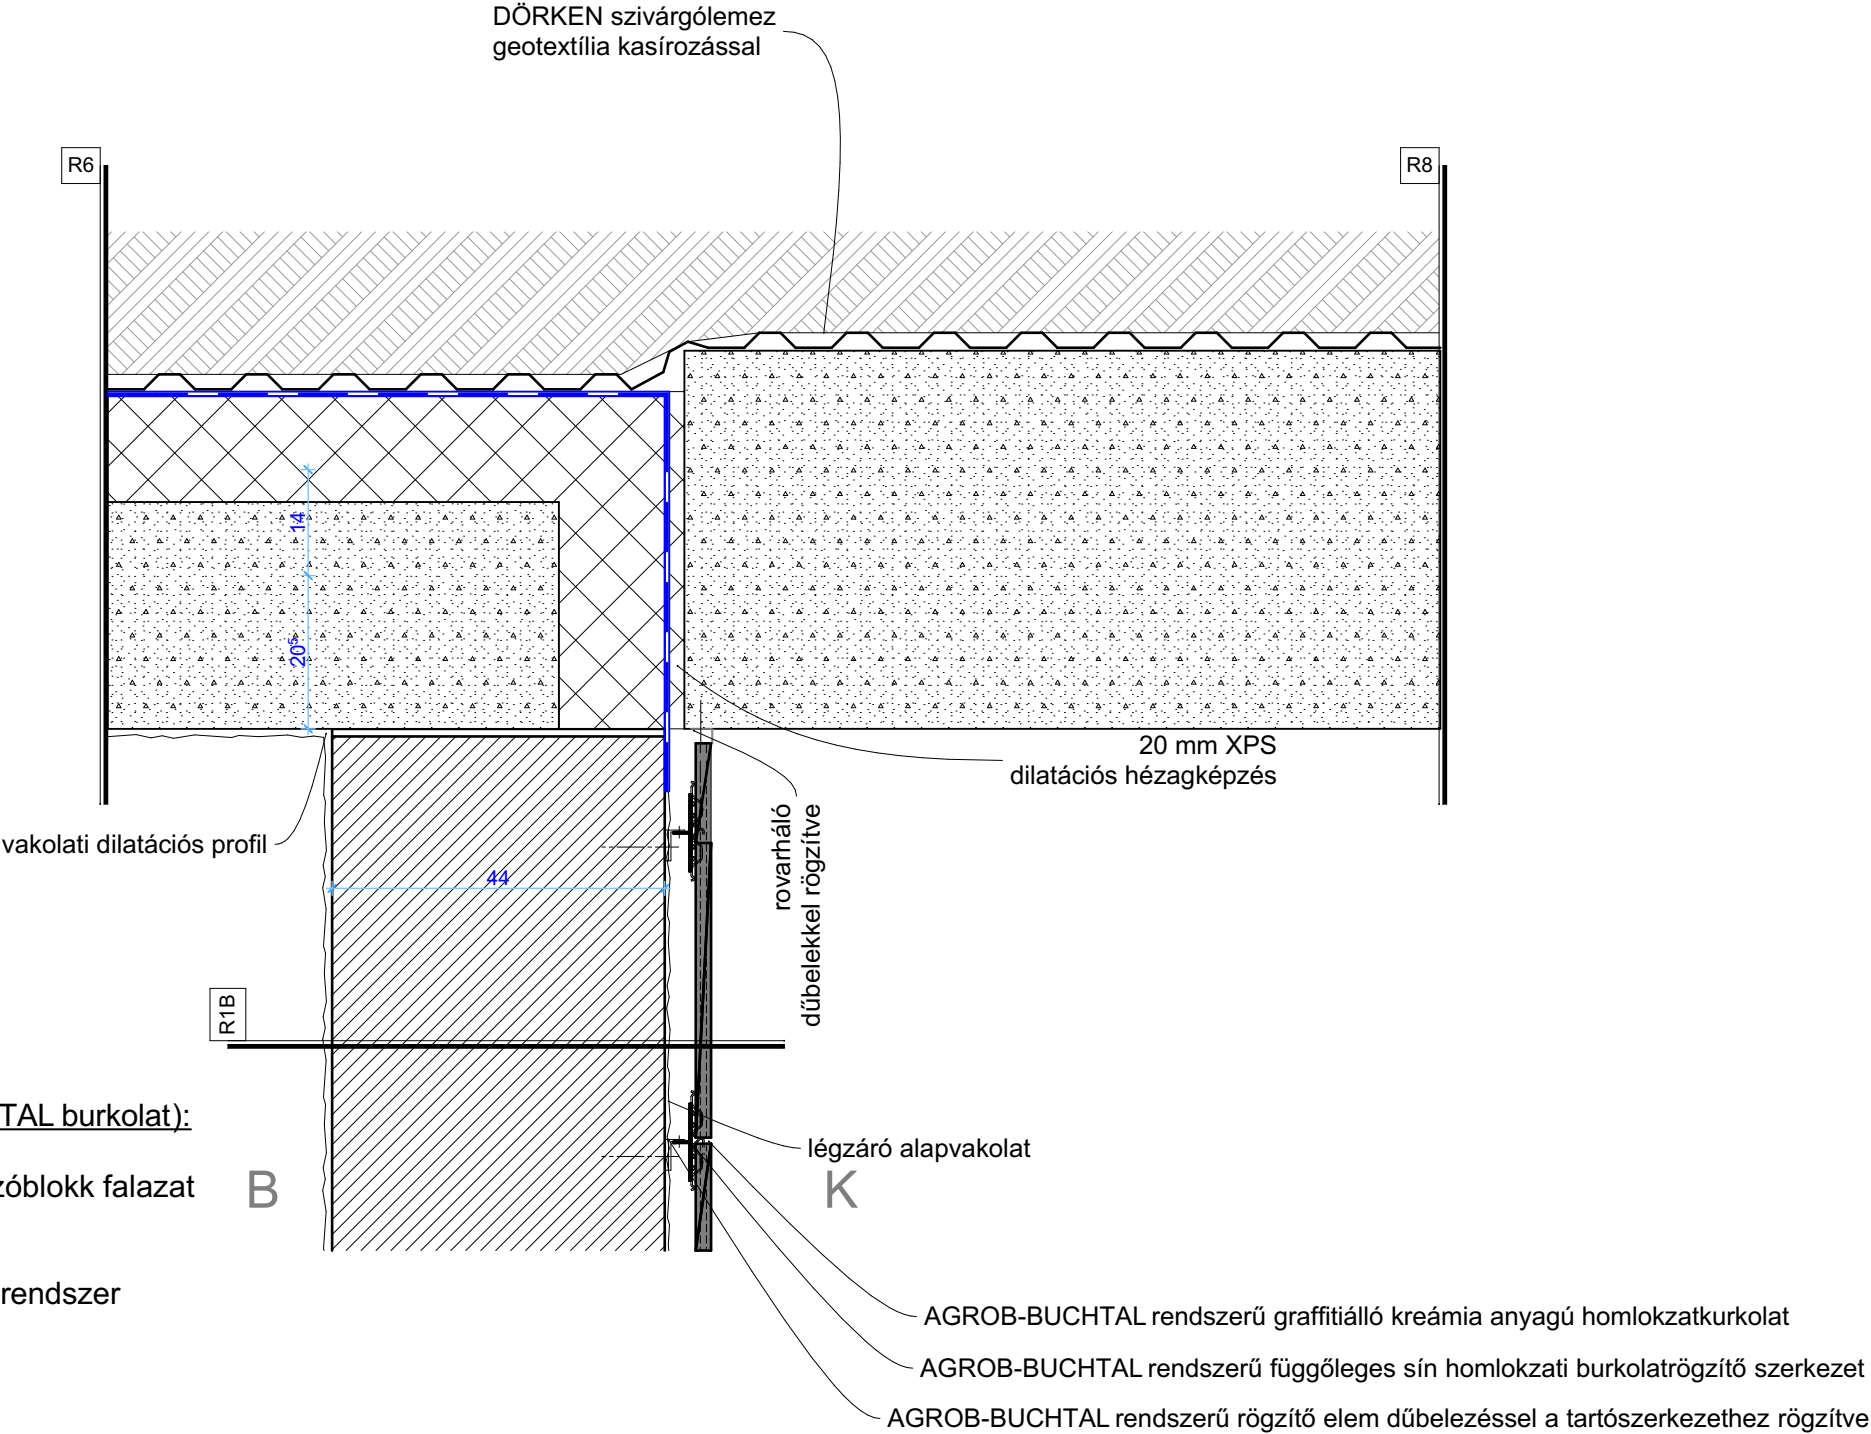 DÖRKEN szivárgólemez
geotextília kasírozással
R6
R8
14
20⁵
20 mm XPS
dilatációs hézagképzés
rovarháló
dűbelekkel rögzítve
vakolati dilatációs profil
44
R1B
TAL burkolat):
légzáró alapvakolat
zóblokk falazat
B
K
rendszer
AGROB-BUCHTAL rendszerű graffitiálló kreámia anyagú homlokzatkurkolat
AGROB-BUCHTAL rendszerű függőleges sín homlokzati burkolatrögzítő szerkezet
AGROB-BUCHTAL rendszerű rögzítő elem dűbelezéssel a tartószerkezethez rögzítve